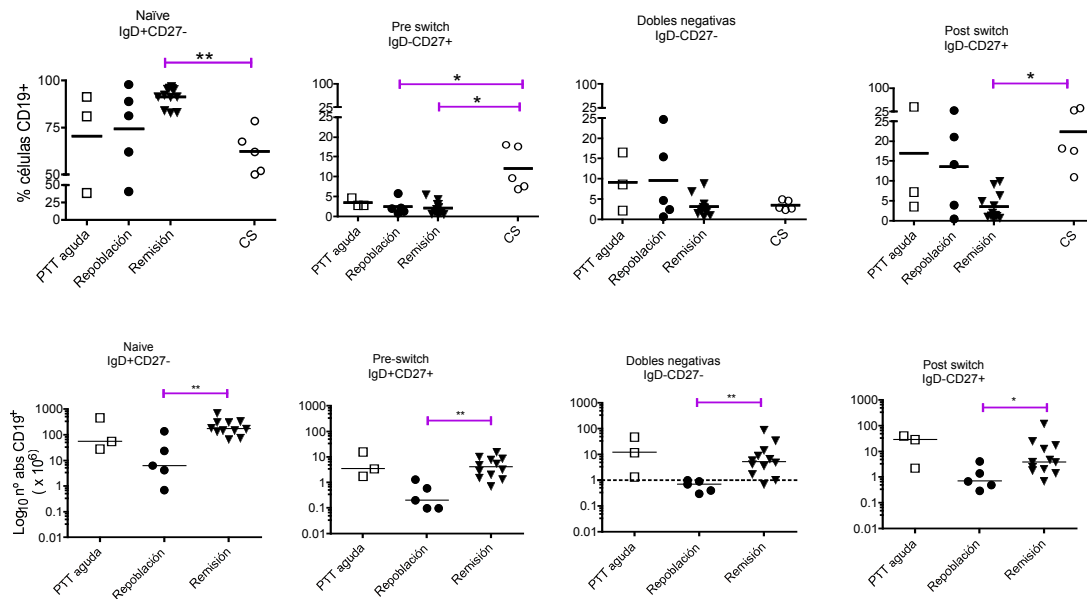 Naïve
IgD+CD27-
**
% células CD19+
100
75
50
50
25
0
PTT aguda
Repoblación
Remisión
CS
Pre switch
IgD-CD27+
*
*
100
25
20
15
10
5
0
PTT aguda
Repoblación
Remisión
CS
Dobles negativas
IgD-CD27-
100
25
25
20
15
10
5
0
PTT aguda
Repoblación
Remisión
CS
Post switch
IgD-CD27+
*
100
25
25
20
15
10
5
0
PTT aguda
Repoblación
Remisión
CS
Naive
IgD+CD27-
**
Log10 nº abs CD19+
( x 10⁶)
1000
100
10
1
0.1
0.01
PTT aguda
Repoblación
Remisión
Pre-switch
IgD+CD27+
**
1000
100
10
1
0.1
0.01
PTT aguda
Repoblación
Remisión
Dobles negativas
IgD-CD27-
**
1000
100
10
1
0.1
0.01
PTT aguda
Repoblación
Remisión
Post switch
IgD-CD27+
*
1000
100
10
1
0.1
0.01
PTT aguda
Repoblación
Remisión